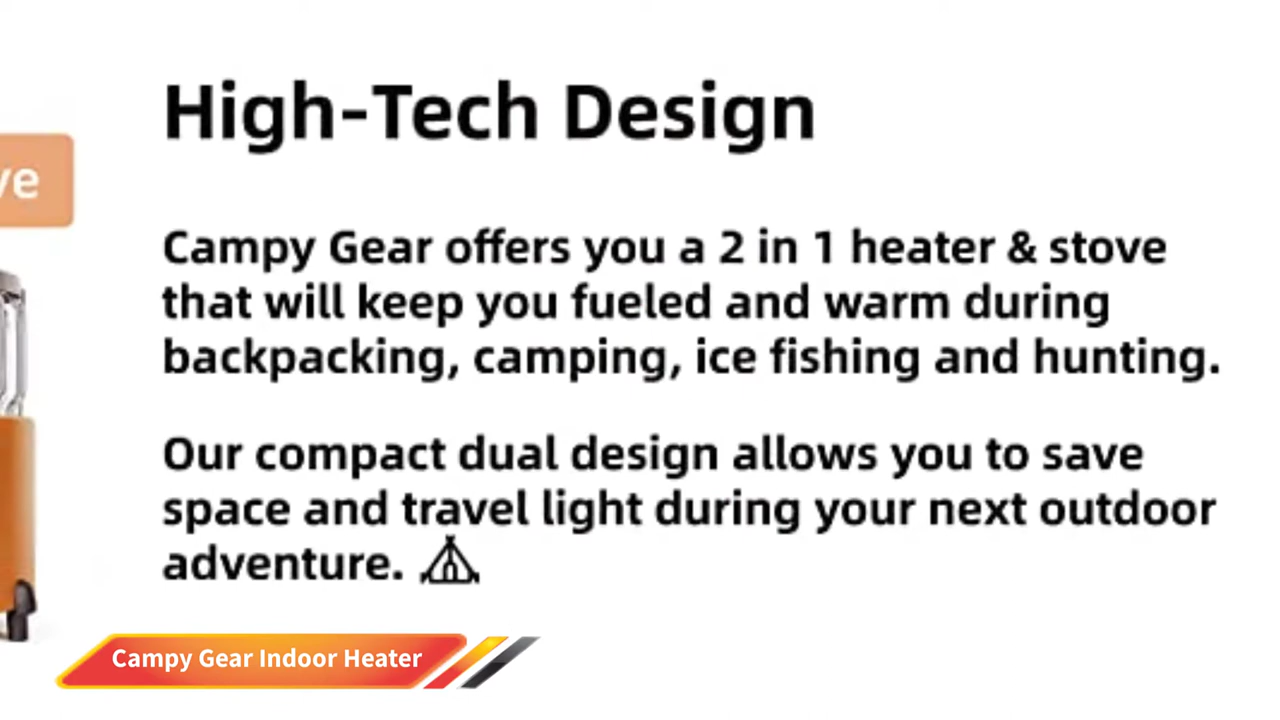 High-Tech Design
ve
Campy Gear offers you a 2 in 1 heater & stove
that will keep you fueled and warm during
backpacking, camping, ice fishing and hunting.
Our compact dual design allows you to save
space and travel light during your next outdoor
adventure.
Campy Gear Indoor Heater